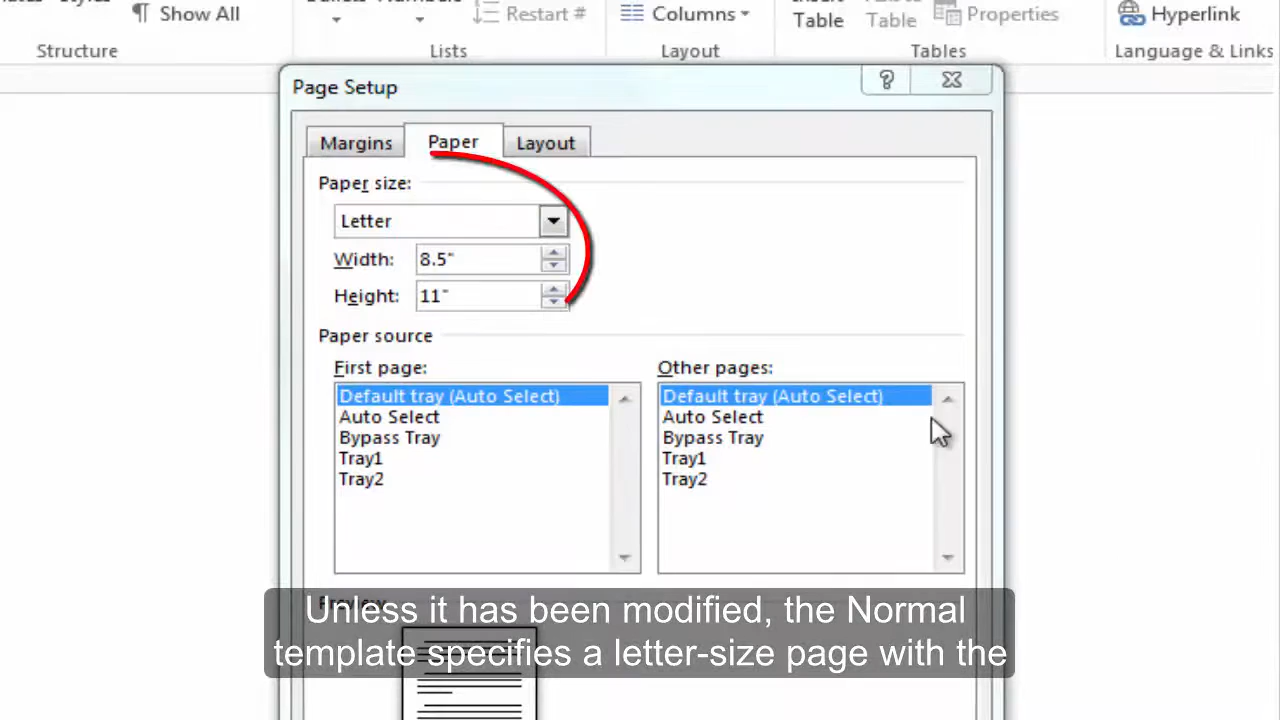 ¶ Show All
Restart #
Columns
Table
Table
Properties
Hyperlink
Structure
Lists
Layout
Tables
Language & Links
Page Setup
?
Margins
Paper
Layout
Paper size:
Letter
Width: 8.5"
Height: 11"
Paper source
First page:
Other pages:
Default tray (Auto Select)
Auto Select
Bypass Tray
Tray1
Tray2
Default tray (Auto Select)
Auto Select
Bypass Tray
Tray1
Tray2
Preview
Unless it has been modified, the Normal
template specifies a letter-size page with the